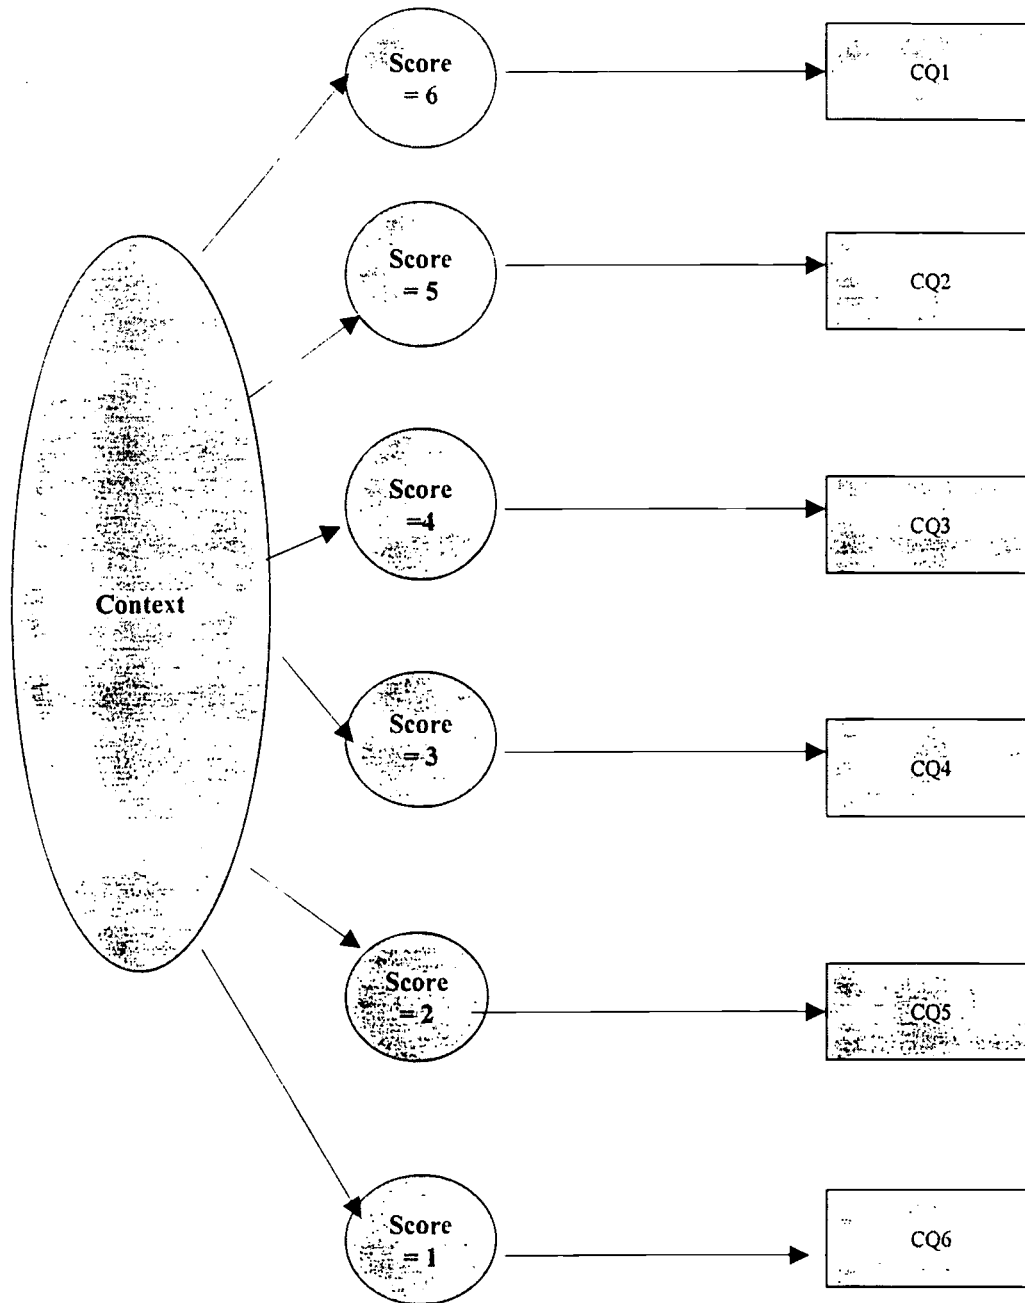 Score
= 6
CQ1
Score
= 5
CQ2
Score
=4
CQ3
Context
Score
= 3
CQ4
Score
= 2
CQ5
Score
= 1
CQ6